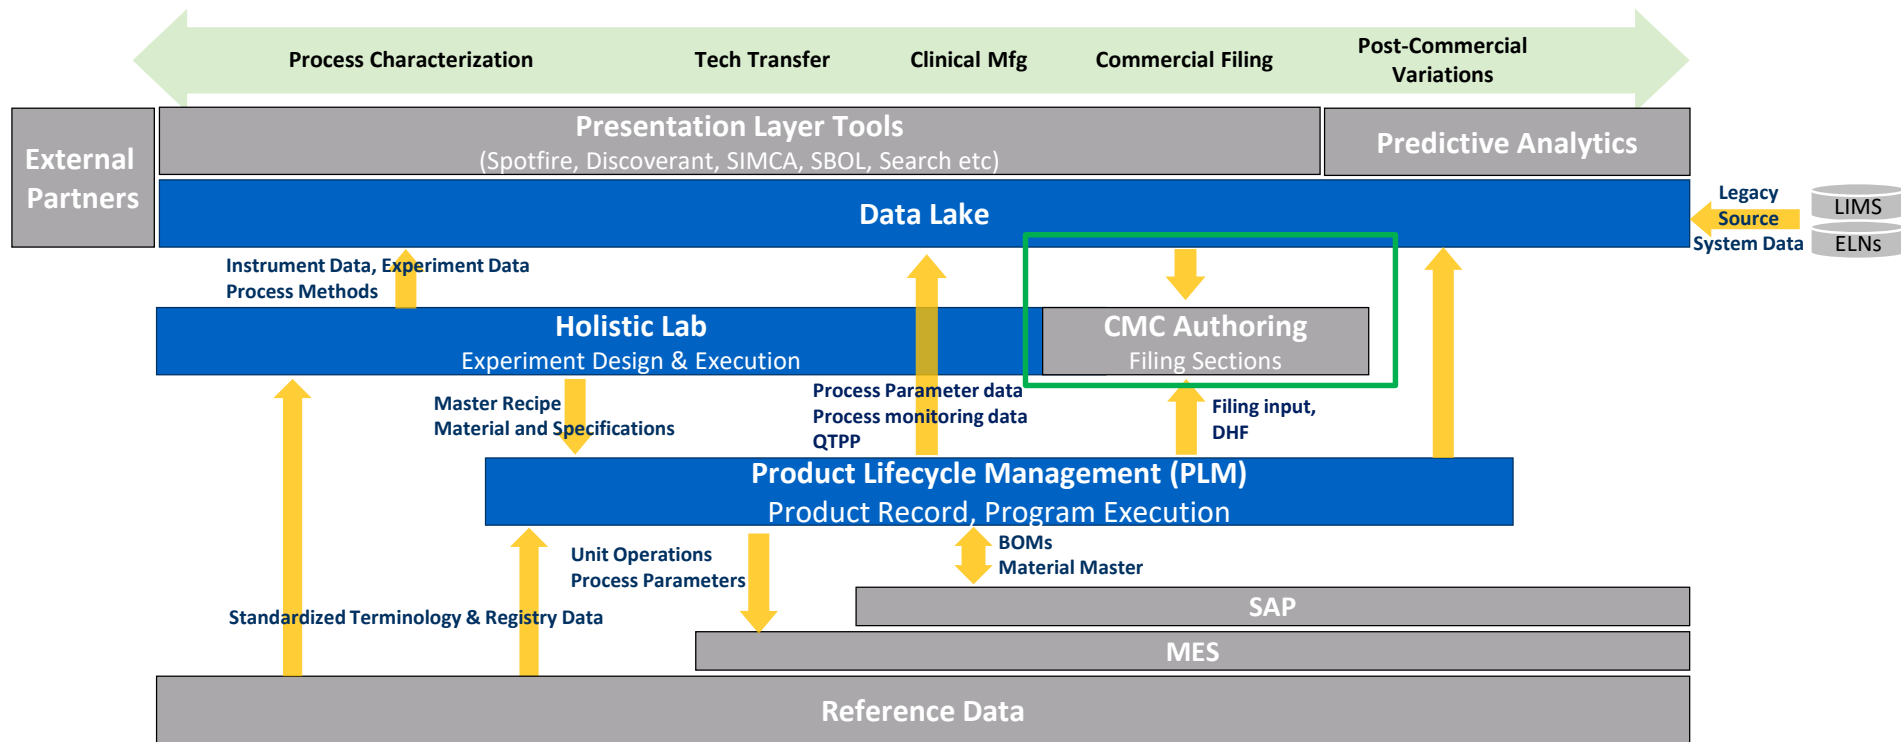 Process Characterization
Tech Transfer
Clinical Mfg
Commercial Filing
Post-Commercial
Variations
External
Partners
Presentation Layer Tools
(Spotfire, Discoverant, SIMCA, SBOL, Search etc)
Predictive Analytics
Data Lake
Legacy
Source
System Data
LIMS
ELNs
Instrument Data, Experiment Data
Process Methods
Holistic Lab
Experiment Design & Execution
CMC Authoring
Filing Sections
Master Recipe
Material and Specifications
Process Parameter data
Process monitoring data
QTPP
Filing input,
DHF
Product Lifecycle Management (PLM)
Product Record, Program Execution
Unit Operations
Process Parameters
BOMs
Material Master
Standardized Terminology & Registry Data
SAP
MES
Reference Data